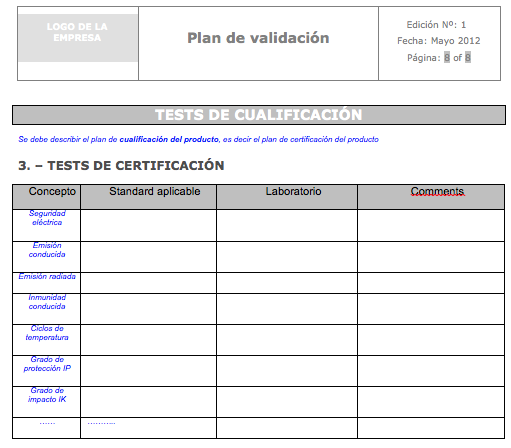 LOGO DE LA
EMPRESA
Plan de validación
Edición Nº: 1
Fecha: Mayo 2012
Página: 8 of 8
TESTS DE CUALIFICACIÓN
Se debe describir el plan de cualificación del producto, es decir el plan de certificación del producto
3. – TESTS DE CERTIFICACIÓN
Concepto Standard aplicable Laboratorio Comments
Seguridad
eléctrica
Emisión
conducida
Emisión radiada
Inmunidad
conducida
Ciclos de
temperatura
Grado de
protección IP
Grado de
impacto IK
...... ...........